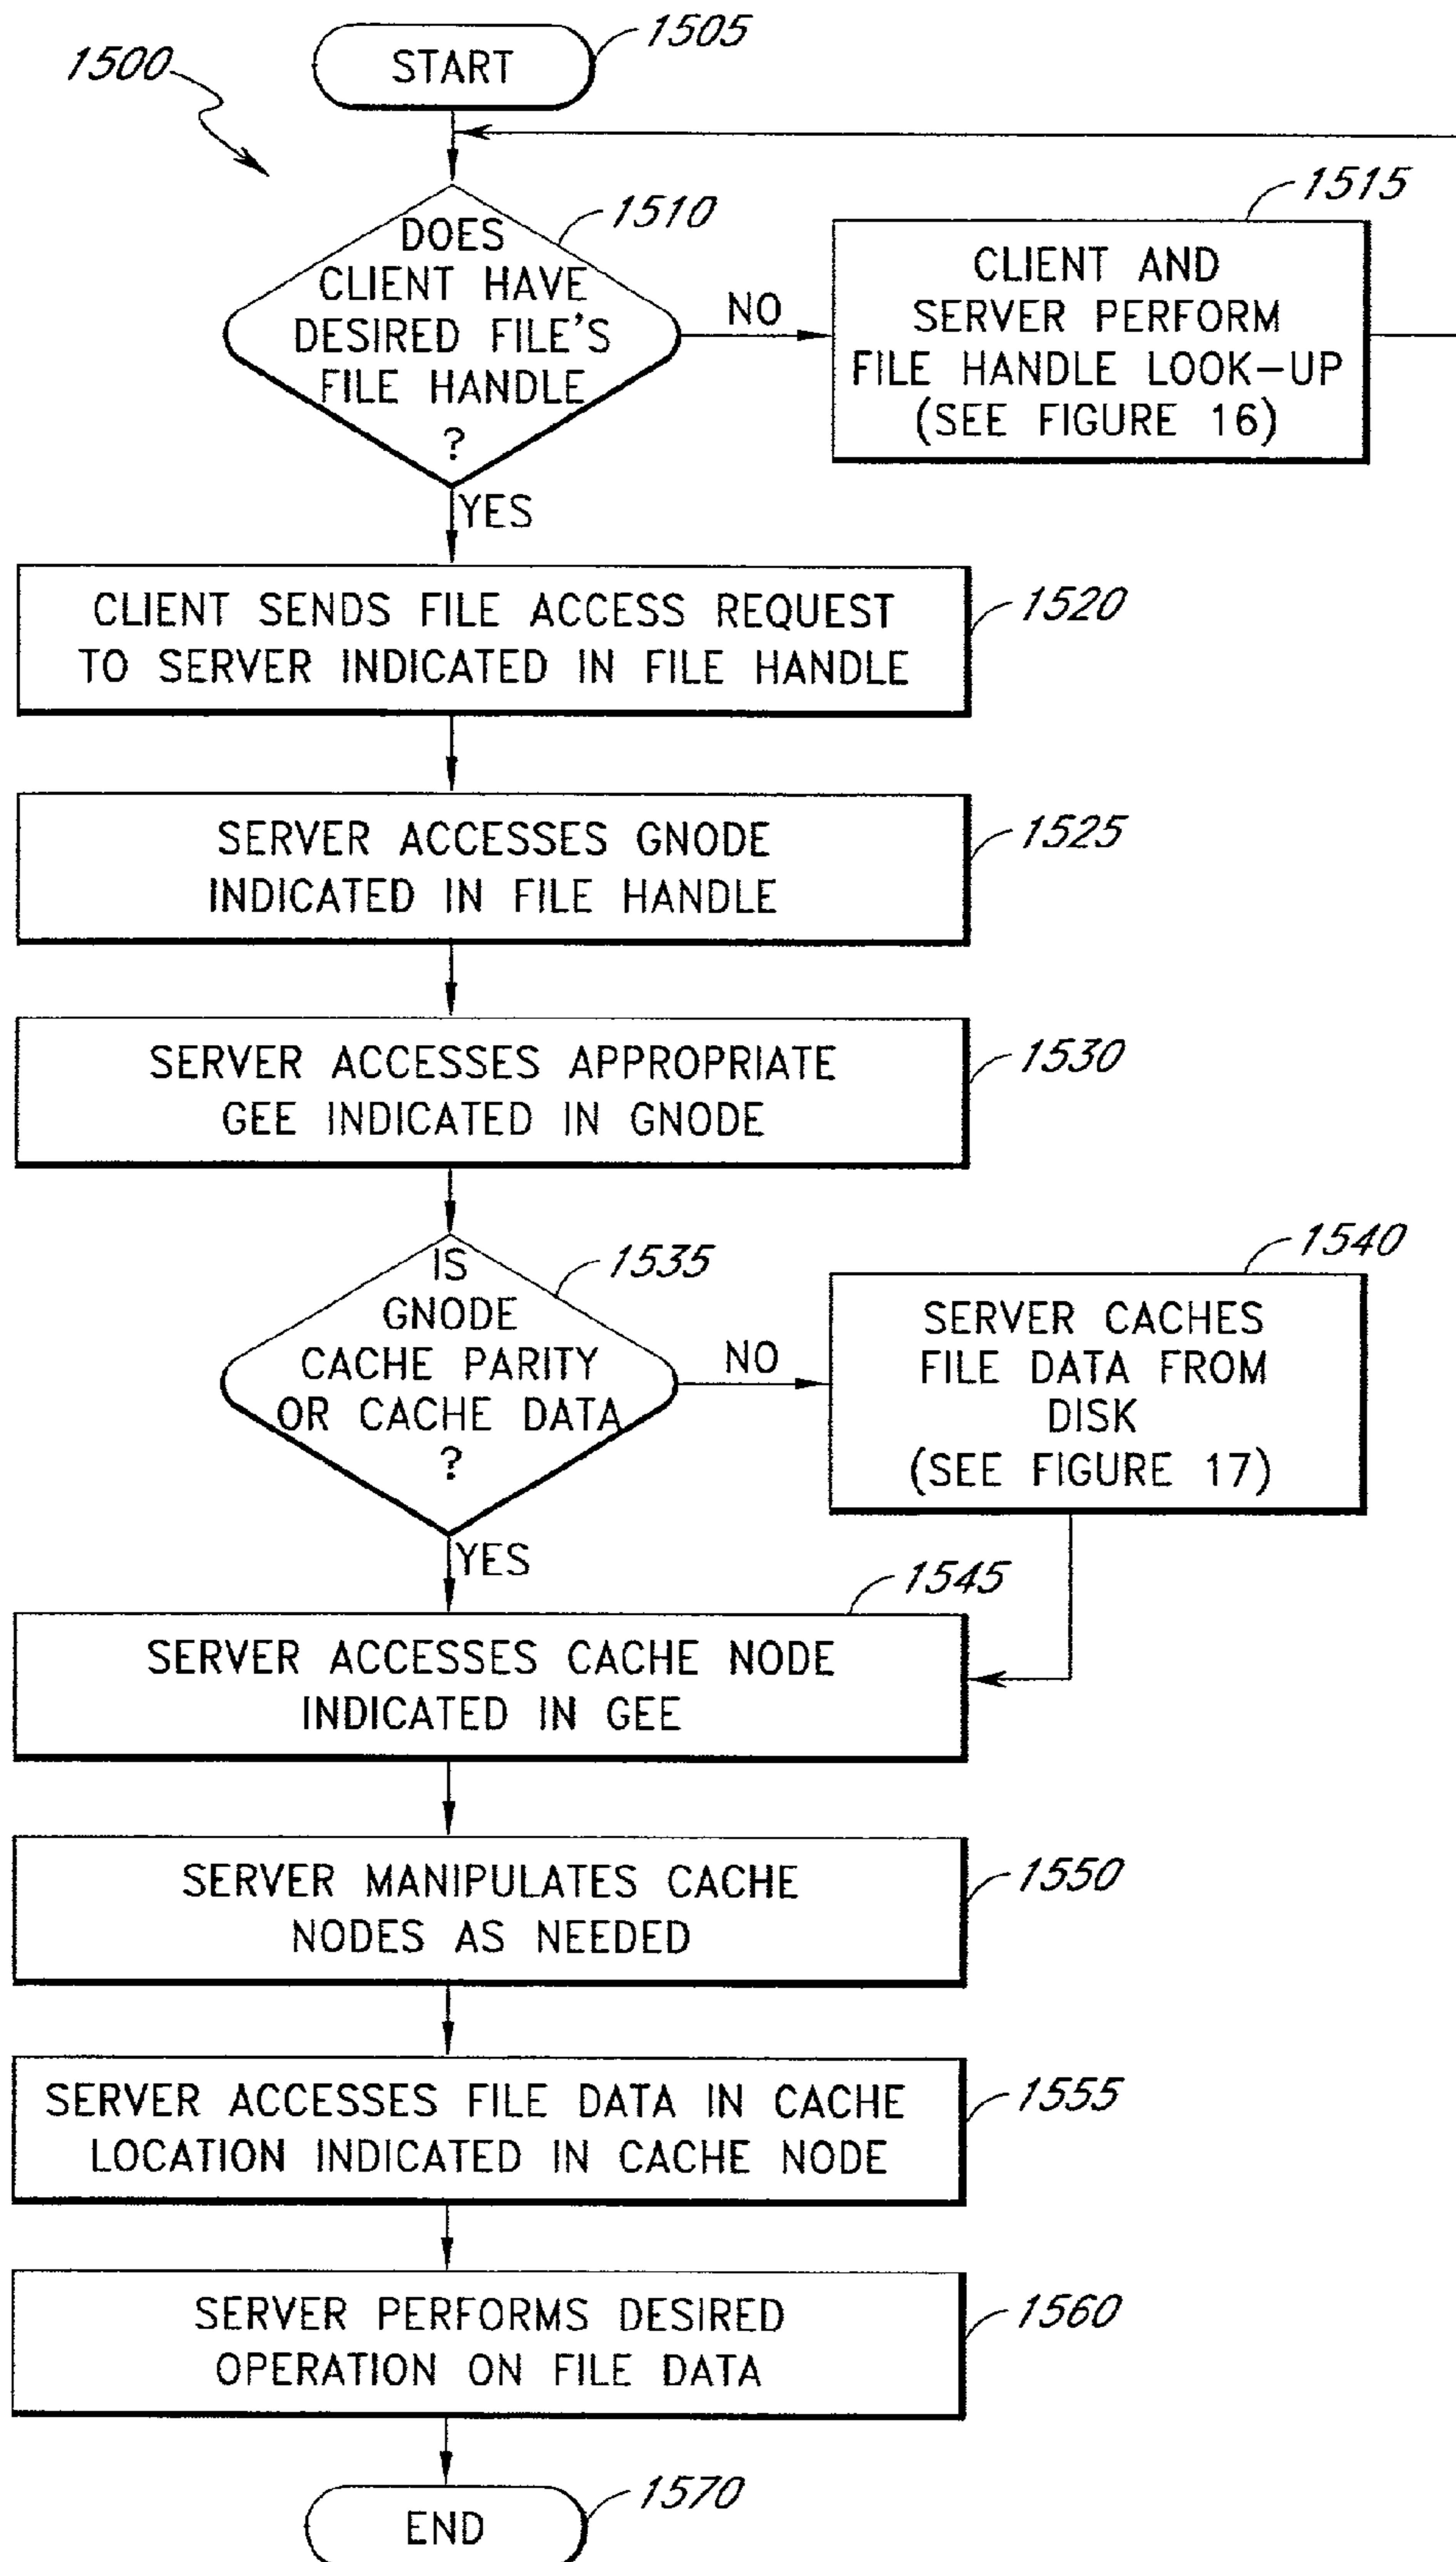 1500
START
1505
DOES
CLIENT HAVE
DESIRED FILE'S
FILE HANDLE
?
1510
NO
1515
CLIENT AND
SERVER PERFORM
FILE HANDLE LOOK-UP
(SEE FIGURE 16)
YES
CLIENT SENDS FILE ACCESS REQUEST
TO SERVER INDICATED IN FILE HANDLE
1520
SERVER ACCESSES GNODE
INDICATED IN FILE HANDLE
1525
SERVER ACCESSES APPROPRIATE
GEE INDICATED IN GNODE
1530
IS
GNODE
CACHE PARITY
OR CACHE DATA
?
1535
NO
1540
SERVER CACHES
FILE DATA FROM
DISK
(SEE FIGURE 17)
YES
1545
SERVER ACCESSES CACHE NODE
INDICATED IN GEE
SERVER MANIPULATES CACHE
NODES AS NEEDED
1550
SERVER ACCESSES FILE DATA IN CACHE
LOCATION INDICATED IN CACHE NODE
1555
SERVER PERFORMS DESIRED
OPERATION ON FILE DATA
1560
END
1570